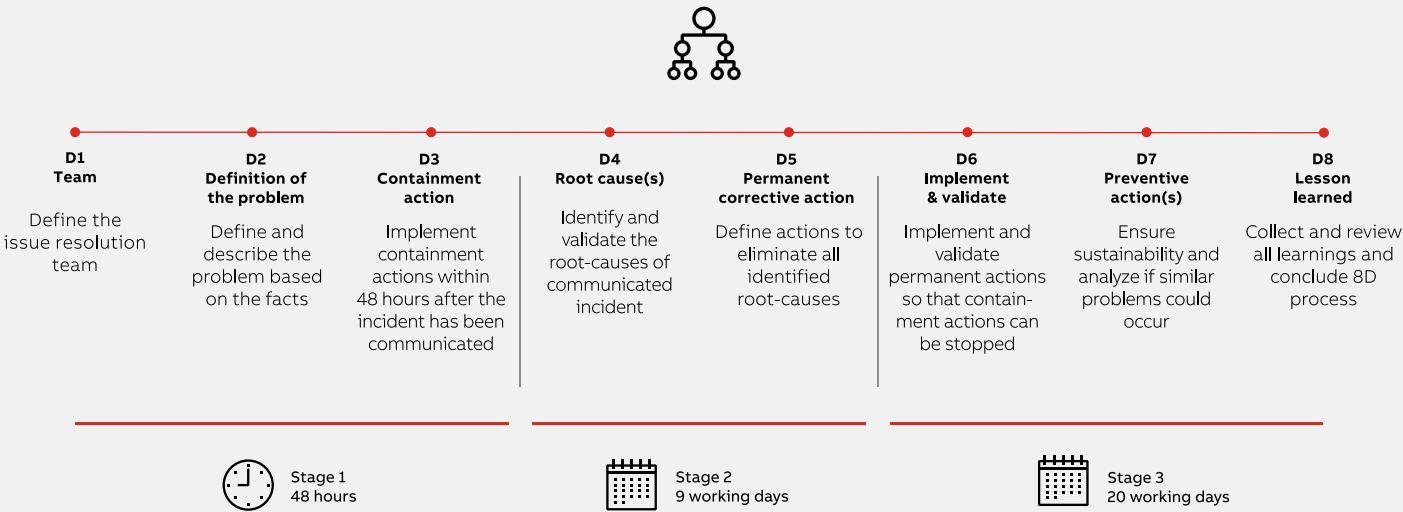 D1
Team
Define the
issue resolution
team
D2
Definition of
the problem
Define and
describe the
problem based
on the facts
D3
Containment
action
Implement
containment
actions within
48 hours after the
incident has been
communicated
D4
Root cause(s)
Identify and
validate the
root-causes of
communicated
incident
D5
Permanent
corrective action
Define actions to
eliminate all
identified
root-causes
D6
Implement
& validate
Implement and
validate
permanent actions
so that contain-
ment actions can
be stopped
D7
Preventive
action(s)
Ensure
sustainability and
analyze if similar
problems could
occur
D8
Lesson
learned
Collect and review
all learnings and
conclude 8D
process
Stage 1
48 hours
Stage 2
9 working days
Stage 3
20 working days